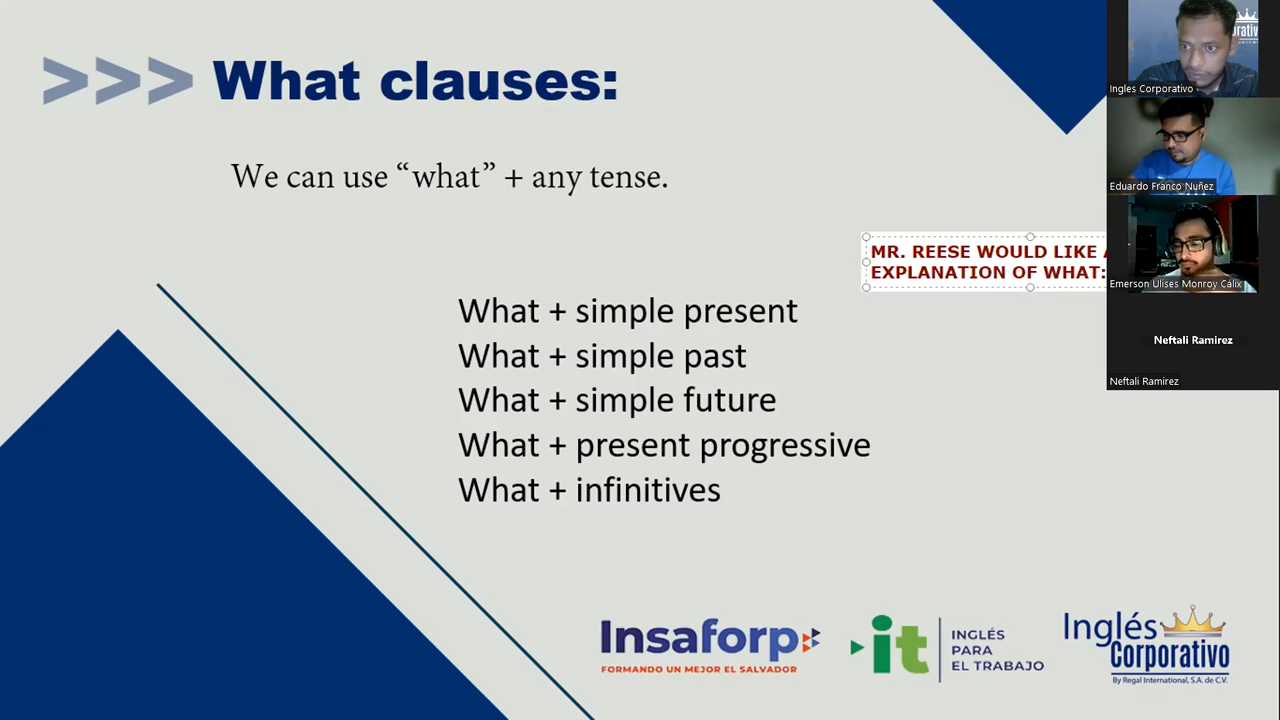 >>> What clauses:
We can use “what” + any tense.
MR. REESE WOULD LIKE
EXPLANATION OF WHAT:
What + simple present
What + simple past
What + simple future
What + present progressive
What + infinitives
Insaforp
FORMANDO UN MEJOR EL SALVADOR
it
INGLÉS
PARA
EL TRABAJO
Inglés
Corporativo
By Regal International, S.A. de C.V.
Ingles Corporativo
Eduardo Franco Nuñez
Emerson Ulises Monroy Cálix
Neftali Ramirez
Neftali Ramirez